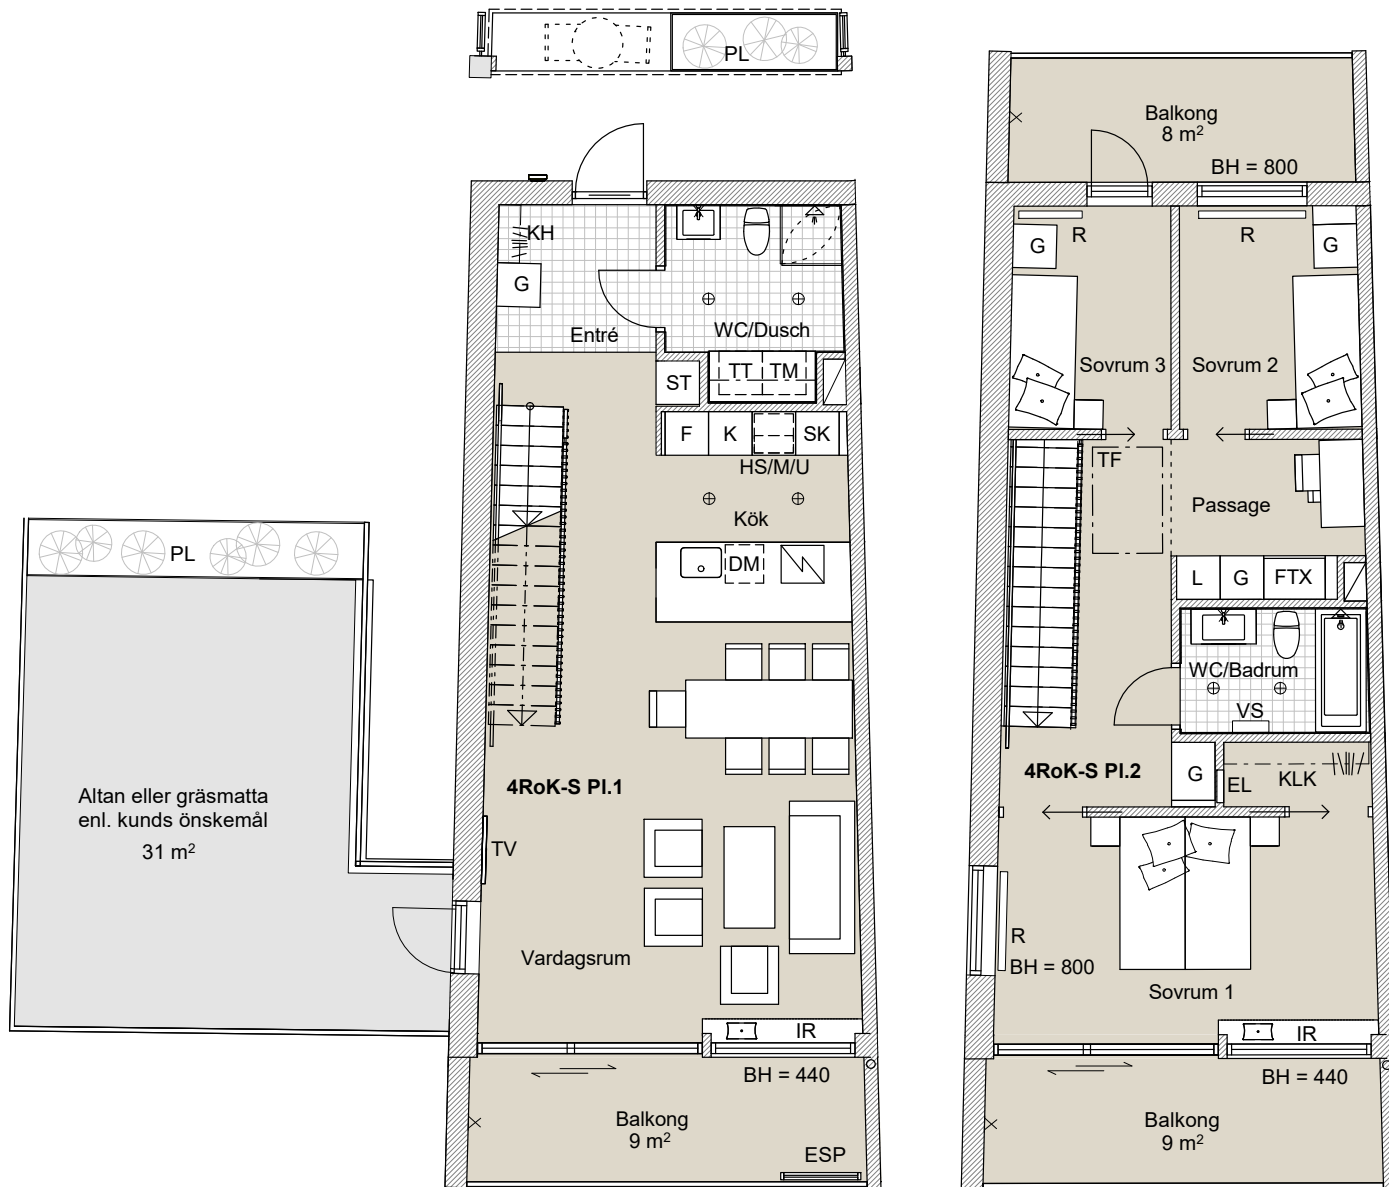 PL
KH
G
Entré
WC/Dusch
ST
TT
TM
F
K
SK
HS/M/U
Kök
DM
PL
Altan eller gräsmatta
enl. kunds önskemål
31 m²
4RoK-S Pl.1
TV
Vardagsrum
IR
BH = 440
Balkong
9 m²
ESP
Balkong
8 m²
BH = 800
G
R
R
G
Sovrum 3
Sovrum 2
TF
Passage
L
G
FTX
WC/Badrum
VS
4RoK-S Pl.2
G
EL
KLK
R
BH = 800
Sovrum 1
IR
BH = 440
Balkong
9 m²